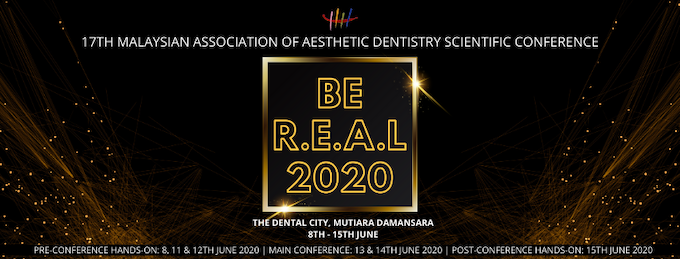 17TH MALAYSIAN ASSOCIATION OF AESTHETIC DENTISTRY SCIENTIFIC CONFERENCE
BE
R.E.A.L
2020
THE DENTAL CITY, MUTIARA DAMANSARA
8TH - 15TH JUNE
PRE-CONFERENCE HANDS-ON: 8, 11 & 12TH JUNE 2020 | MAIN CONFERENCE: 13 & 14TH JUNE 2020 | POST-CONFERENCE HANDS-ON: 15TH JUNE 2020